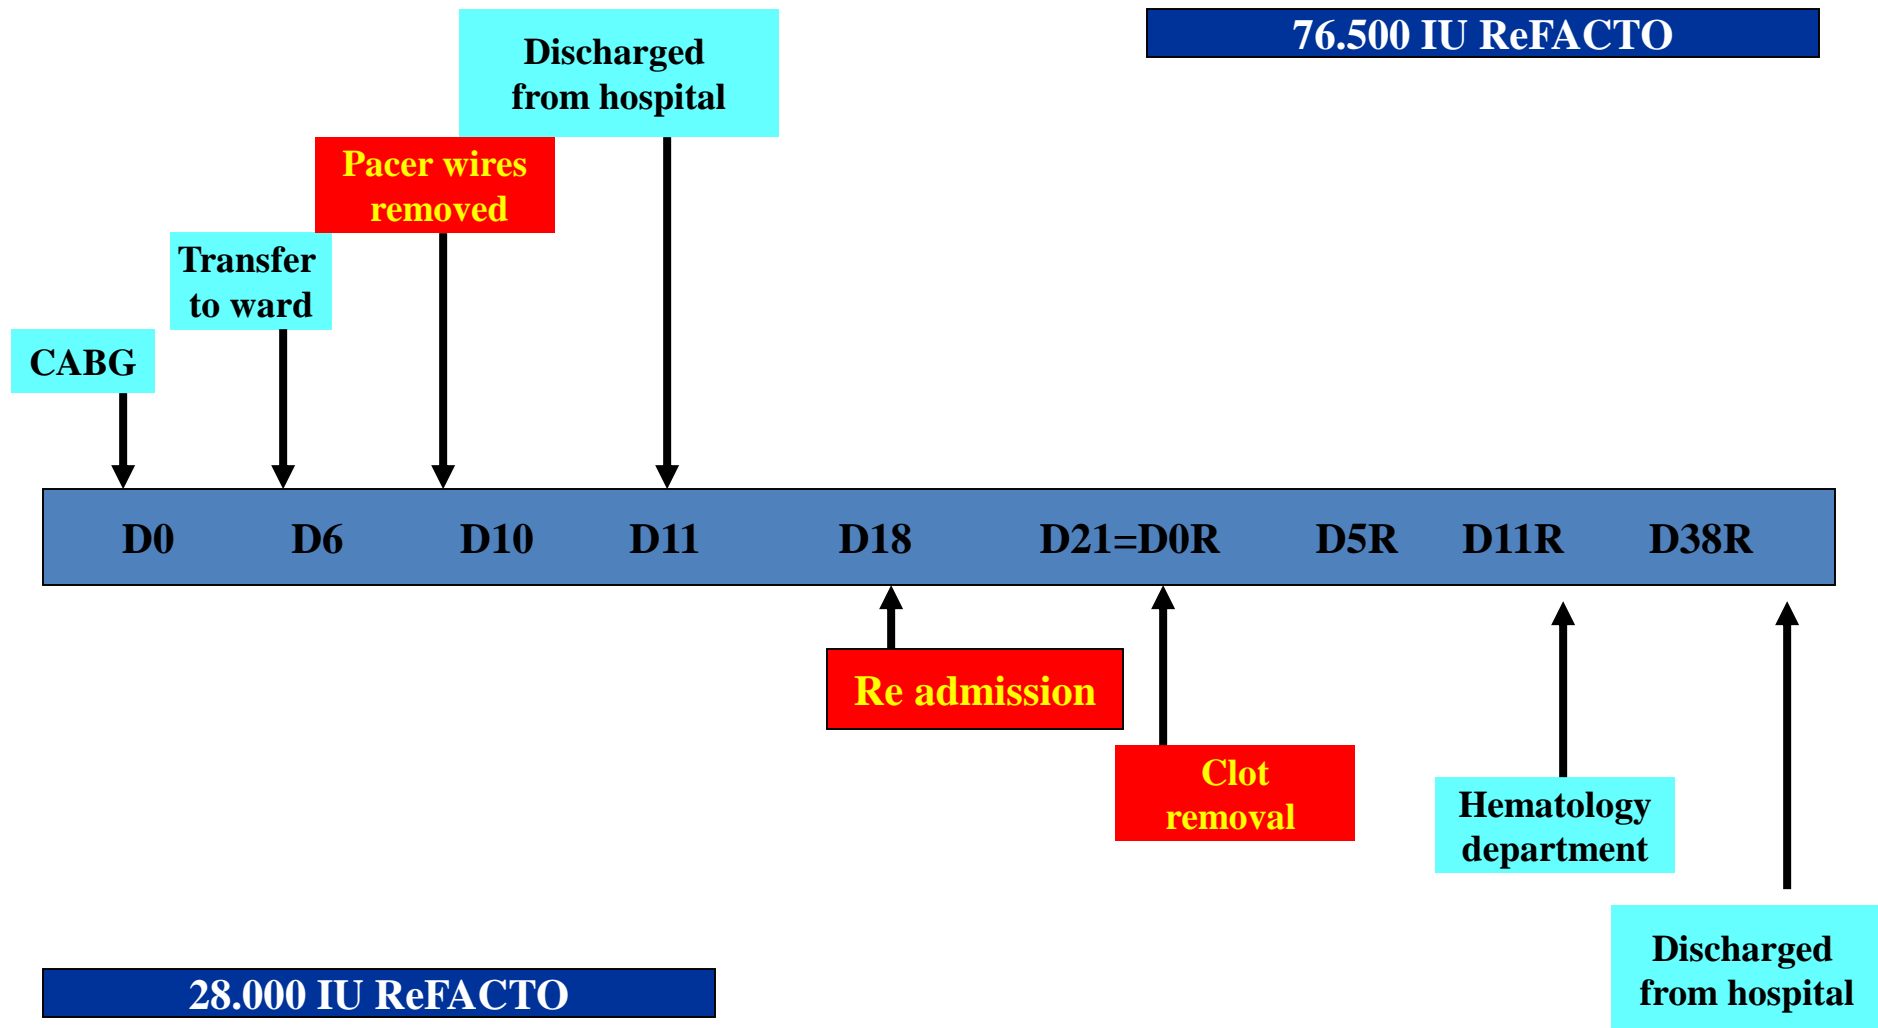 76.500 IU ReFACTO
Discharged
from hospital
Pacer wires
removed
Transfer
to ward
CABG
D0 D6 D10 D11 D18 D21=D0R D5R D11R D38R
Re admission
Clot
removal
Hematology
department
Discharged
from hospital
28.000 IU ReFACTO